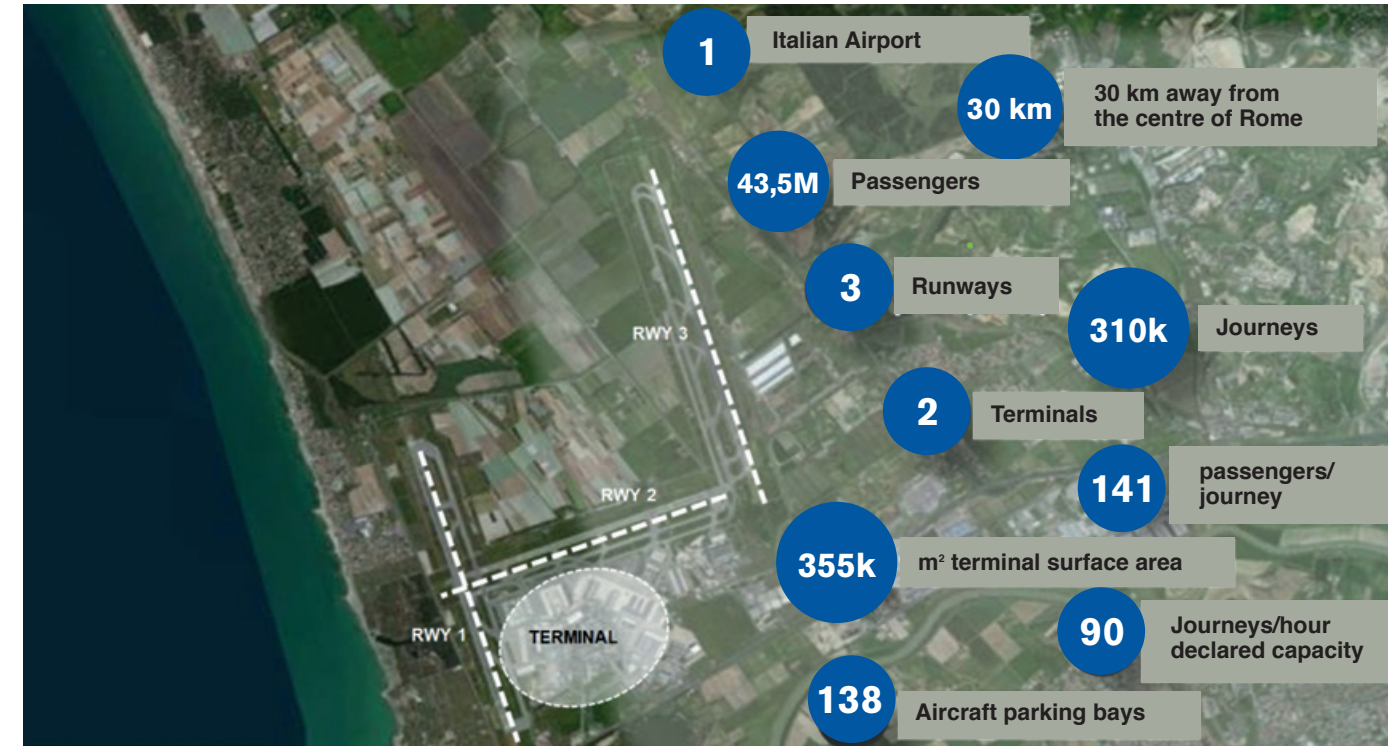 1
Italian Airport
30 km
30 km away from
the centre of Rome
43,5M
Passengers
3
Runways
310k
Journeys
RWY 3
2
Terminals
141
passengers/
journey
RWY 2
355k
m² terminal surface area
90
Journeys/hour
declared capacity
RWY 1
TERMINAL
138
Aircraft parking bays